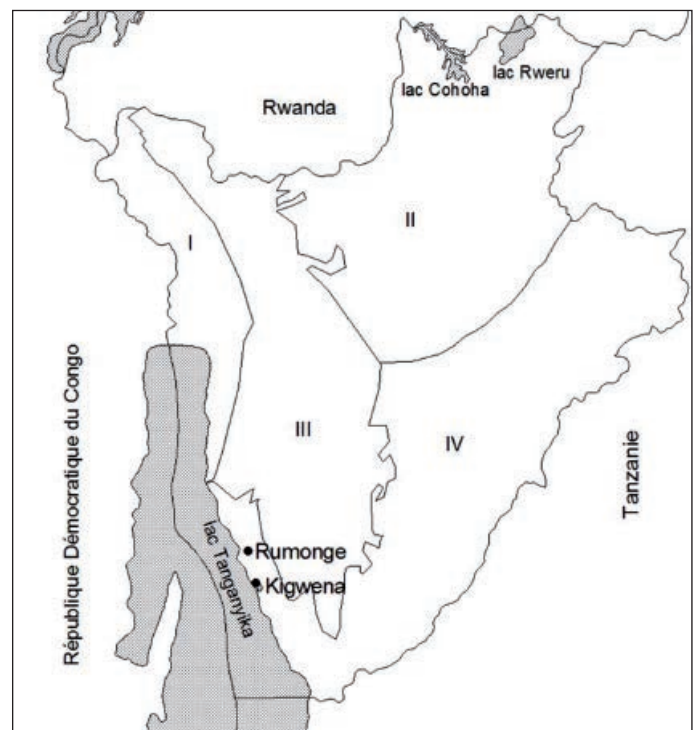 lac Cohoha
lac Rweru
Rwanda
II
I
République Démocratique du Congo
III
IV
Tanzanie
lac Tanganyika
Rumonge
Kigwena